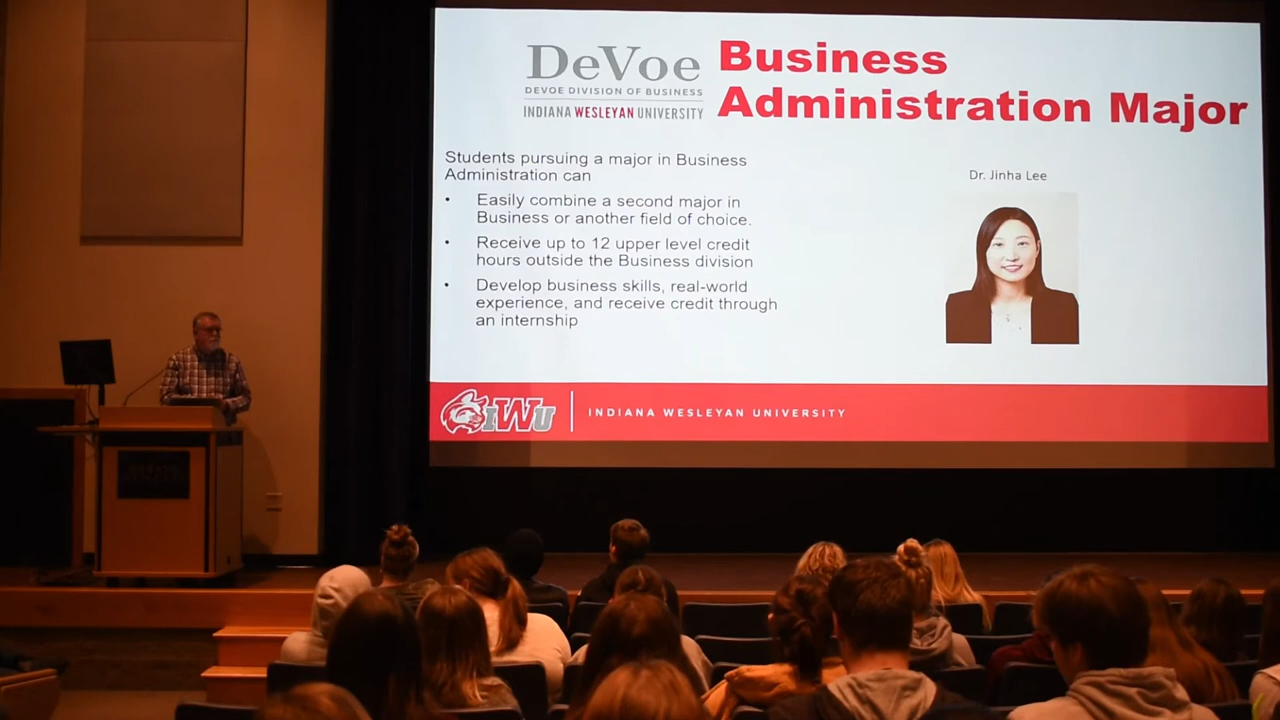 DeVoe
DEVOE DIVISION OF BUSINESS
INDIANA WESLEYAN UNIVERSITY
Business
Administration Major
Students pursuing a major in Business
Administration can
• Easily combine a second major in
Business or another field of choice.
• Receive up to 12 upper level credit
hours outside the Business division
• Develop business skills, real-world
experience, and receive credit through
an internship
Dr. Jinha Lee
IWU
INDIANA WESLEYAN UNIVERSITY